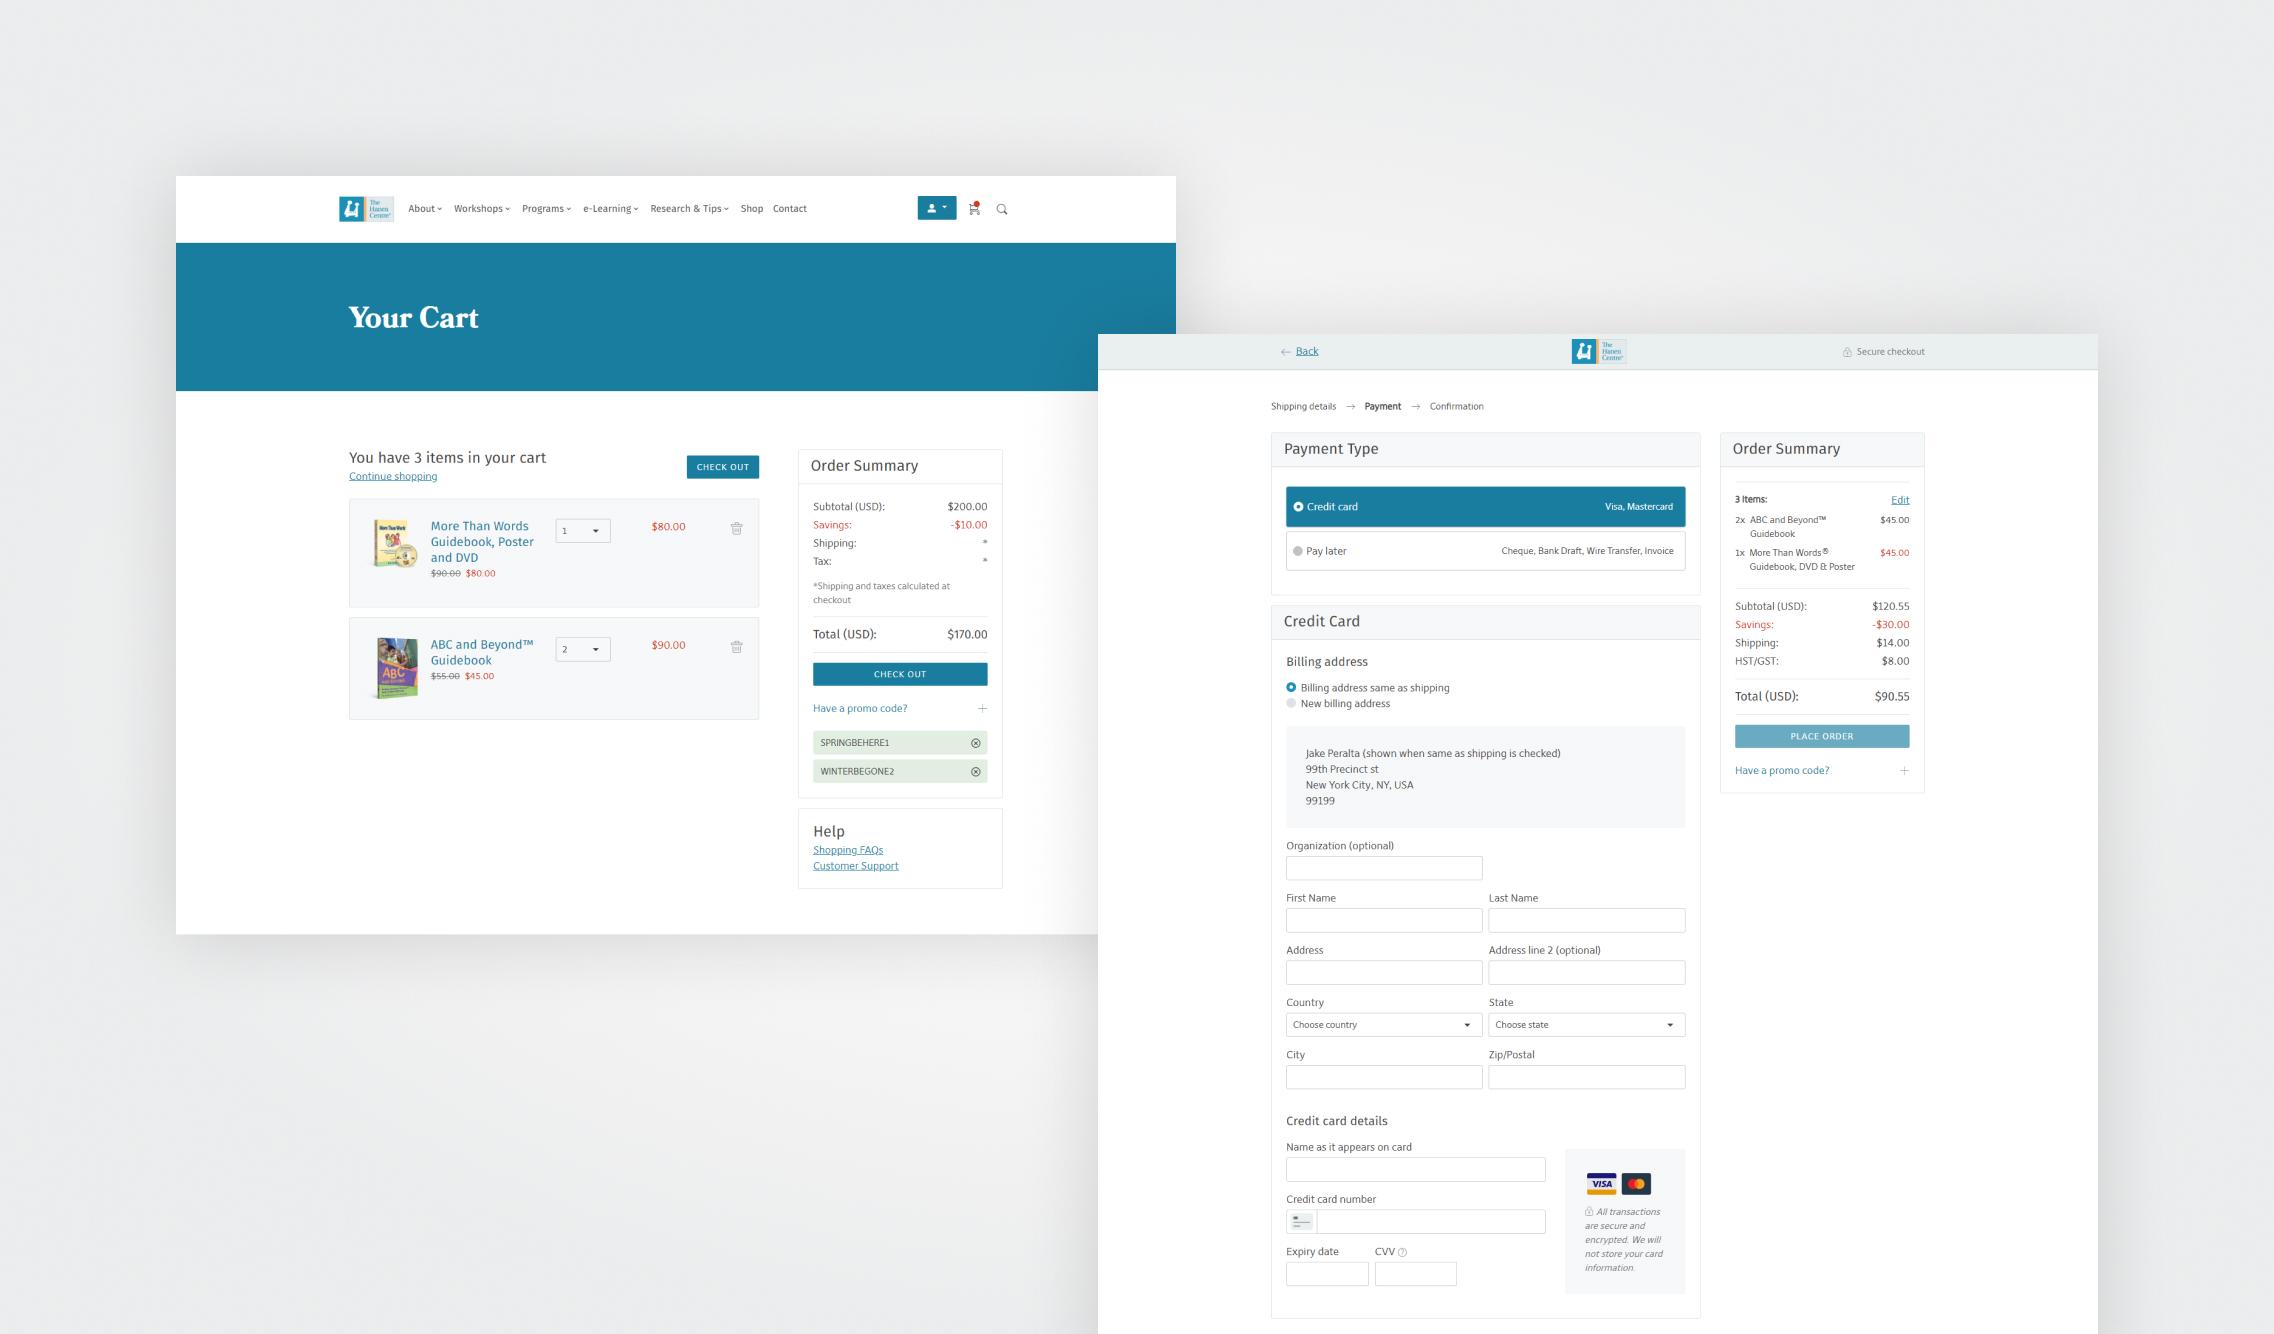 The
Hanen
Centre®
About
Workshops
Programs
e-Learning
Research & Tips
Shop
Contact
Your Cart
You have 3 items in your cart
Continue shopping
CHECK OUT
More Than Words
More Than Words
Guidebook, Poster
and DVD
$90.00 $80.00
1
$80.00
ABC
ABC and Beyond™
Guidebook
$55.00 $45.00
2
$90.00
Order Summary
Subtotal (USD): $200.00
Savings: -$10.00
Shipping: *
Tax: *
*Shipping and taxes calculated at
checkout
Total (USD): $170.00
CHECK OUT
Have a promo code?
SPRINGBEHERE1
WINTERBEGONE2
Help
Shopping FAQs
Customer Support
Back
The
Hanen
Centre®
Secure checkout
Shipping details → Payment → Confirmation
Payment Type
Credit card Visa, Mastercard
Pay later Cheque, Bank Draft, Wire Transfer, Invoice
Credit Card
Billing address
Billing address same as shipping
New billing address
Jake Peralta (shown when same as shipping is checked)
99th Precinct st
New York City, NY, USA
99199
Organization (optional)
First Name Last Name
Address Address line 2 (optional)
Country State
Choose country Choose state
City Zip/Postal
Credit card details
Name as it appears on card
Credit card number
Expiry date CVV
VISA
All transactions
are secure and
encrypted. We will
not store your card
information.
Order Summary
3 Items: Edit
2x ABC and Beyond™ $45.00
Guidebook
1x More Than Words® $45.00
Guidebook, DVD & Poster
Subtotal (USD): $120.55
Savings: -$30.00
Shipping: $14.00
HST/GST: $8.00
Total (USD): $90.55
PLACE ORDER
Have a promo code?